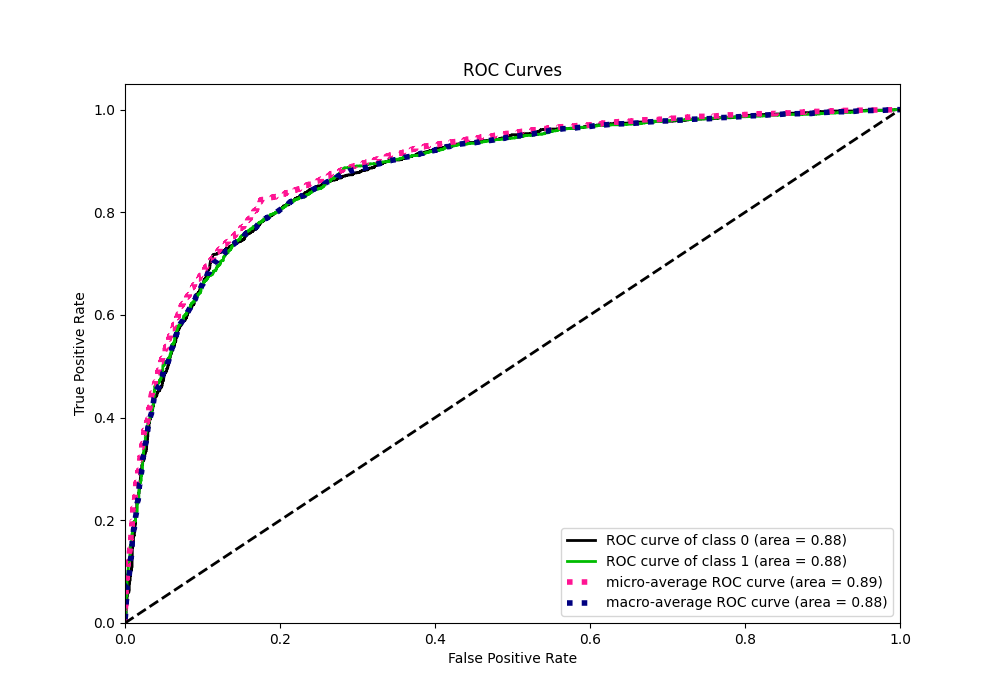 ROC Curves
1.0
0.8
0.6
0.4
0.2
0.0
True Positive Rate
0.0 0.2 0.4 0.6 0.8 1.0
False Positive Rate
ROC curve of class 0 (area = 0.88)
ROC curve of class 1 (area = 0.88)
micro-average ROC curve (area = 0.89)
macro-average ROC curve (area = 0.88)